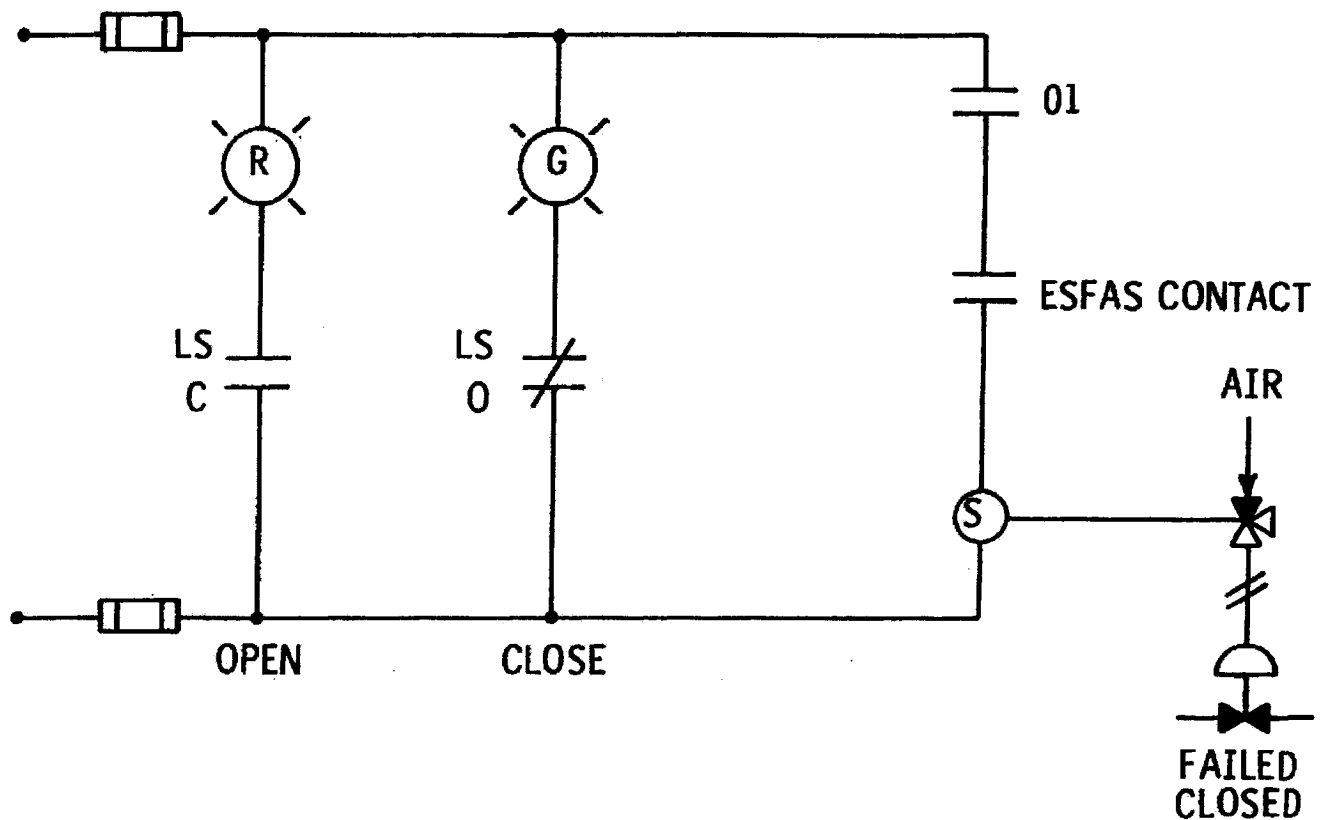 01
R
G
ESFAS CONTACT
LS
C
LS
O
AIR
S
OPEN
CLOSE
FAILED
CLOSED